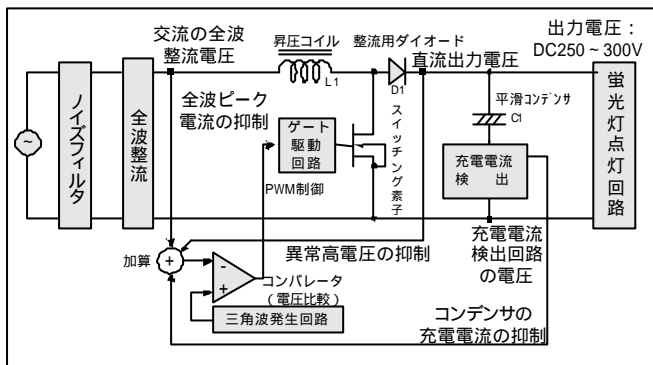 交流の全波
整流電圧
昇圧コイル
L1
整流用ダイオード
D1
直流出力電圧
出力電圧：
DC250～300V
ノイズフィルタ
全波整流
全波ピーク
電流の抑制
ゲート
駆動
回路
PWM制御
スイッチング素子
平滑コンデンサ
C1
充電電流
検　出
蛍光灯点灯回路
~
加算
+
-
+
異常高電圧の抑制
コンパレータ
（電圧比較）
三角波発生回路
充電電流
検出回路
の電圧
コンデンサの
充電電流の抑制